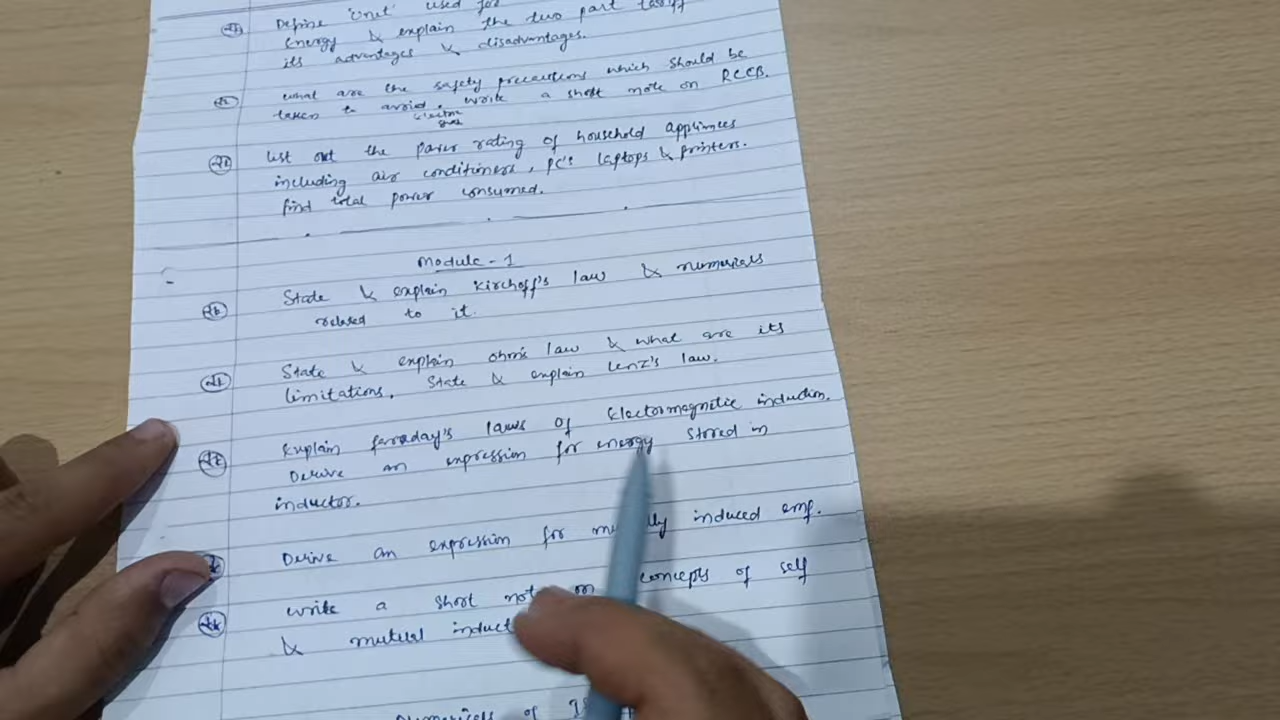 Define 'Unit' used for
energy & explain the two part tariff
its advantages & disadvantages.
what are the safety precautions which should be
taken to avoid. write a short note on RCCB.
electric
List out the power rating of household appliances
including air conditioners, PC's laptops & printers.
find total power consumed.
Module - 1
State & explain Kirchoff's law & numericals
related to it.
State & explain ohm's law & what are its
limitations. State & explain Lenz's law.
Explain faraday's laws of Electormagnetic induction.
Derive an expression for energy stored in
inductor.
Derive an expression for induced emf.
write a short note on concepts of self
& mutual
Numericals of